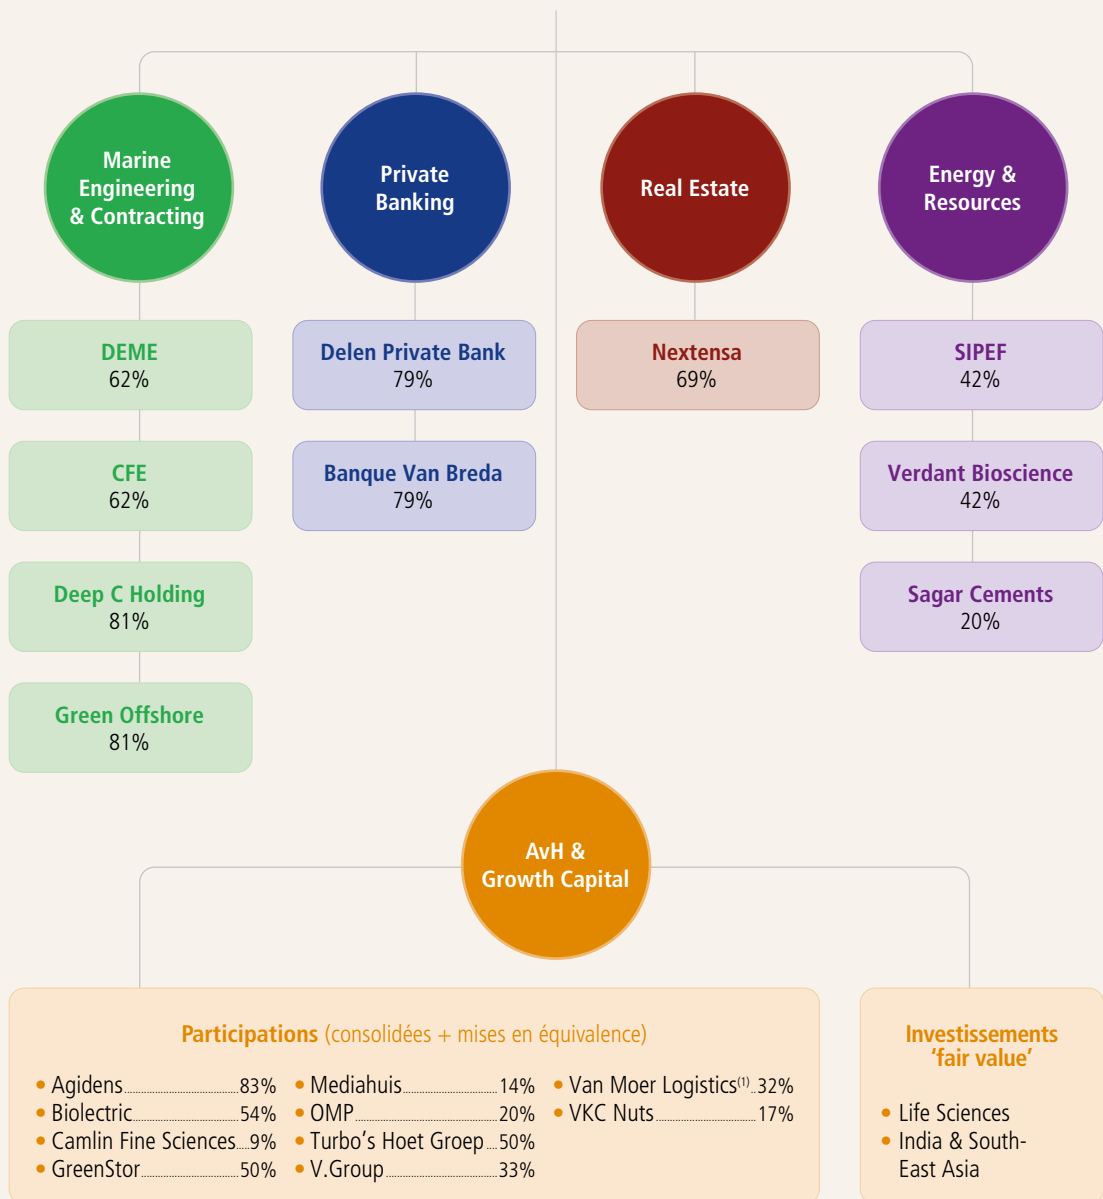 Marine
Engineering
& Contracting
Private
Banking
Real Estate
Energy &
Resources
DEME
62%
CFE
62%
Deep C Holding
81%
Green Offshore
81%
Delen Private Bank
79%
Banque Van Breda
79%
Nextensa
69%
SIPEF
42%
Verdant Bioscience
42%
Sagar Cements
20%
AvH &
Growth Capital
Participations (consolidées + mises en équivalence)
• Agidens 83%
• Biolectric 54%
• Camlin Fine Sciences 9%
• GreenStor 50%
• Mediahuis 14%
• OMP 20%
• Turbo’s Hoet Groep 50%
• V.Group 33%
• Van Moer Logistics(1) 32%
• VKC Nuts 17%
Investissements
‘fair value’
• Life Sciences
• India & South-
East Asia